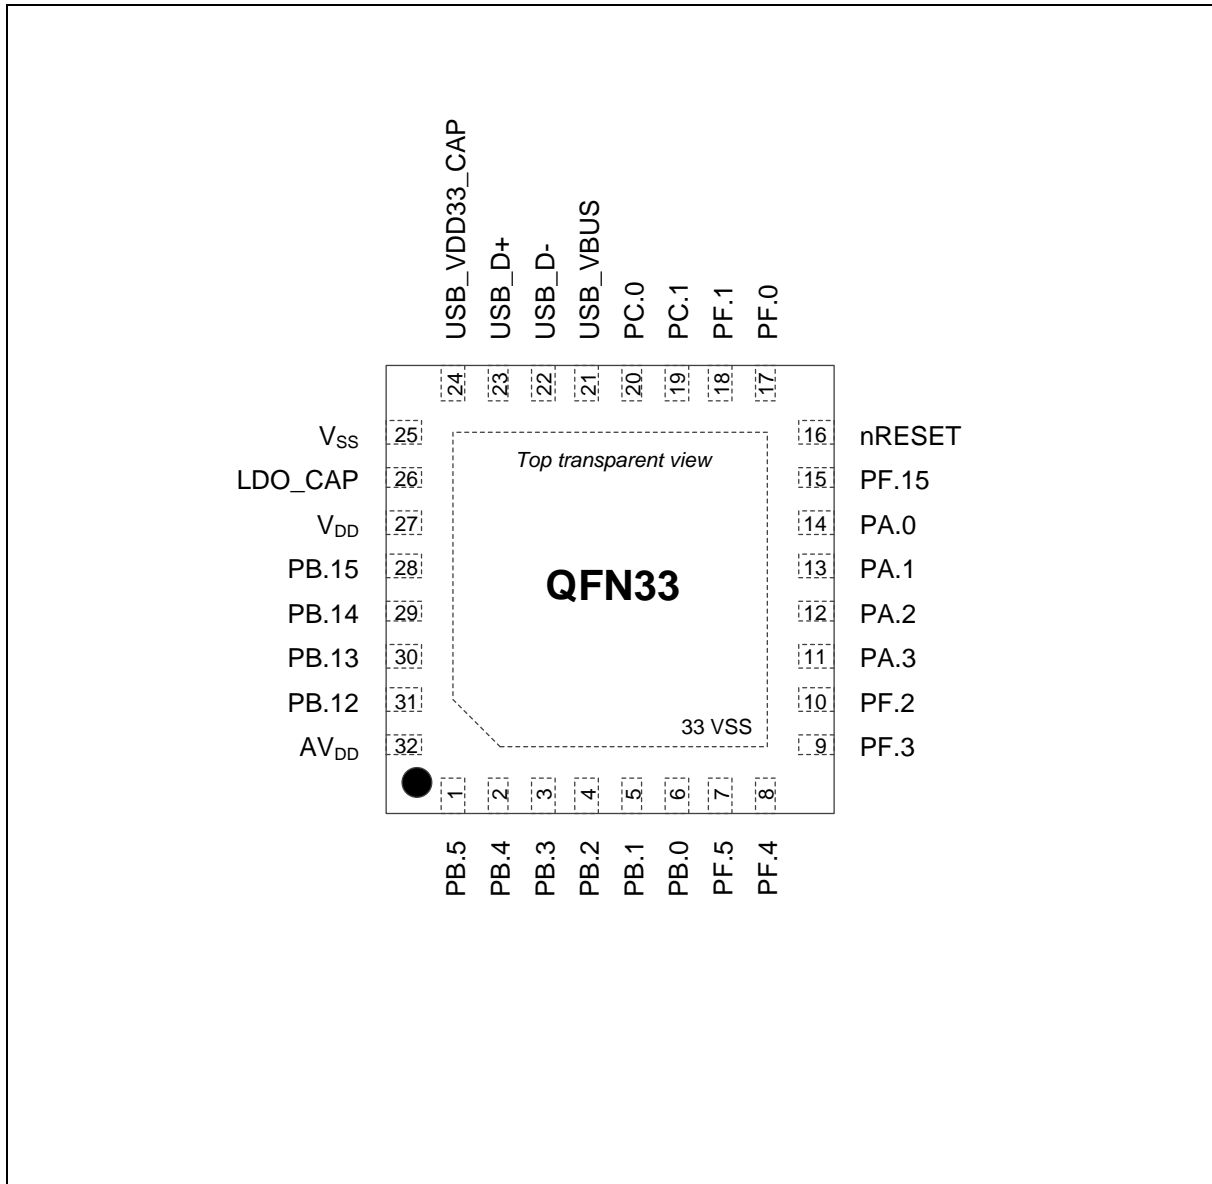 USB_VDD33_CAP
USB_D+
USB_D-
USB_VBUS
PC.0
PC.1
PF.1
PF.0
24
23
22
21
20
19
18
17
VSS 25
LDO_CAP 26
VDD 27
PB.15 28
PB.14 29
PB.13 30
PB.12 31
AVDD 32
Top transparent view
QFN33
33 VSS
16 nRESET
15 PF.15
14 PA.0
13 PA.1
12 PA.2
11 PA.3
10 PF.2
9 PF.3
1
2
3
4
5
6
7
8
PB.5
PB.4
PB.3
PB.2
PB.1
PB.0
PF.5
PF.4